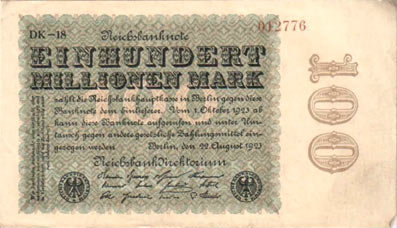 DK-18 Reichsbanknote 012776
EINHUNDERT
MILLIONEN MARK
zahlt die Reichsbankhauptkasse in Berlin gegen diese
Banknote dem Einlieferer. Vom 1. Oktober 1923 ab
kann diese Banknote aufgerufen und unter Um-
tausch gegen andere gesetzliche Zahlungsmittel ein-
gezogen werden Berlin, den 22. August 1923
Reichsbankdirektorium
100